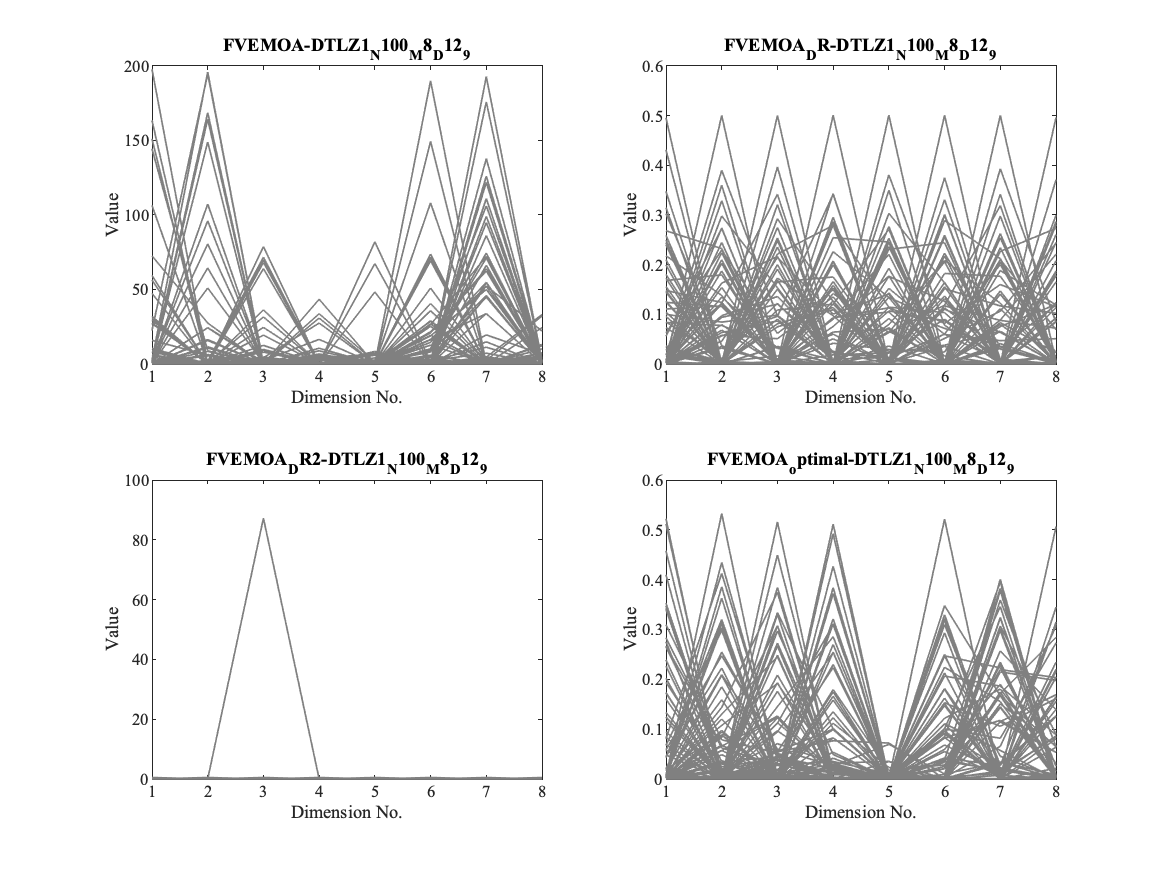 FVEMOA-DTLZ1_N100_M8_D12_9
200
150
100
50
0
Value
1 2 3 4 5 6 7 8
Dimension No.
FVEMOA_DR-DTLZ1_N100_M8_D12_9
0.6
0.5
0.4
0.3
0.2
0.1
0
Value
1 2 3 4 5 6 7 8
Dimension No.
FVEMOA_DR2-DTLZ1_N100_M8_D12_9
100
80
60
40
20
0
Value
1 2 3 4 5 6 7 8
Dimension No.
FVEMOA_optimal-DTLZ1_N100_M8_D12_9
0.6
0.5
0.4
0.3
0.2
0.1
0
Value
1 2 3 4 5 6 7 8
Dimension No.